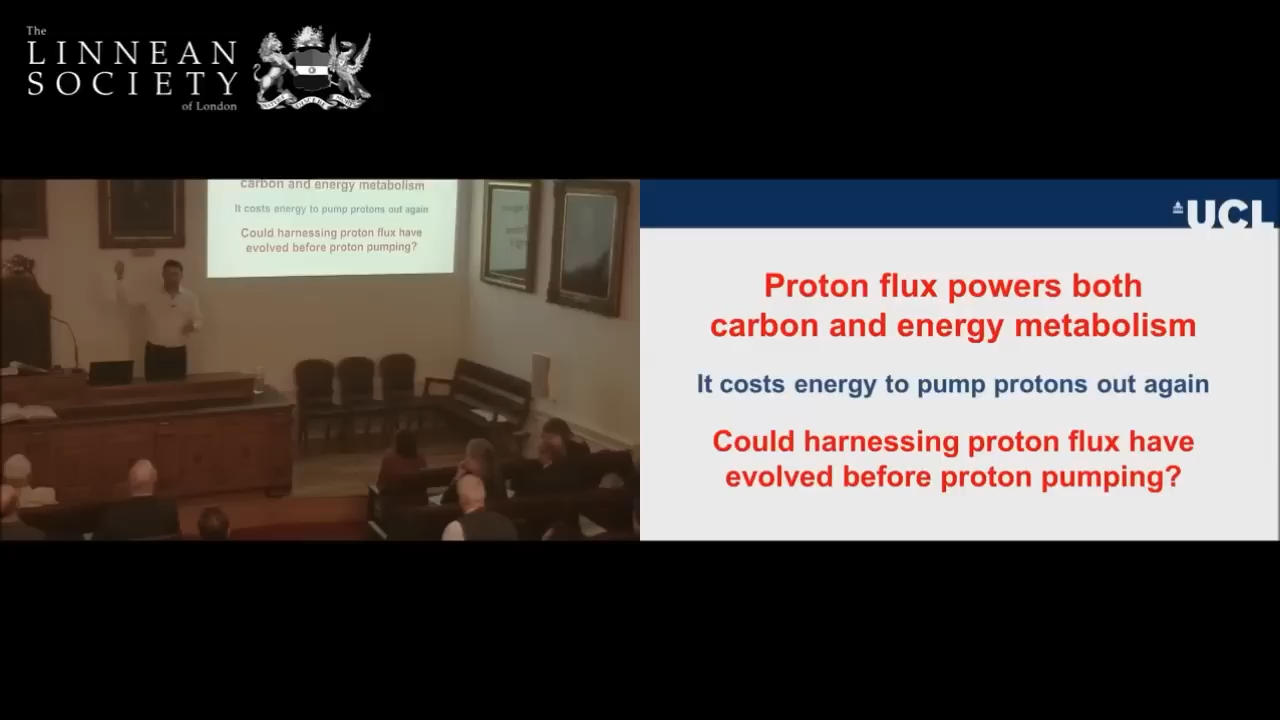 The
LINNEAN
SOCIETY
of London
carbon and energy metabolism
It costs energy to pump protons out again
Could harnessing proton flux have
evolved before proton pumping?
UCL
Proton flux powers both
carbon and energy metabolism
It costs energy to pump protons out again
Could harnessing proton flux have
evolved before proton pumping?